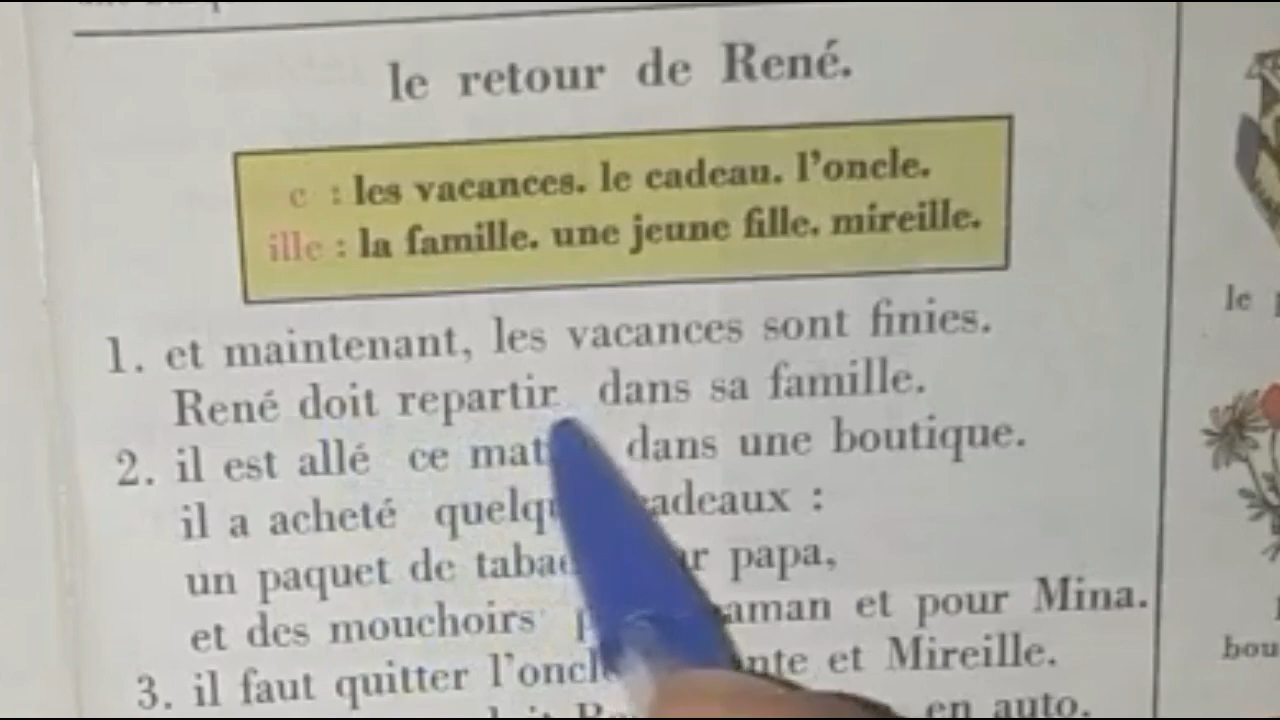 le retour de René.
c : les vacances. le cadeau. l'oncle.
ille : la famille. une jeune fille. mireille.
1. et maintenant, les vacances sont finies.
René doit repartir dans sa famille.
2. il est allé ce dans une boutique.
il a acheté :
un paquet de papa,
et des mouchoirs et pour Mina.
3. il faut quitter et Mireille.
en auto.
le